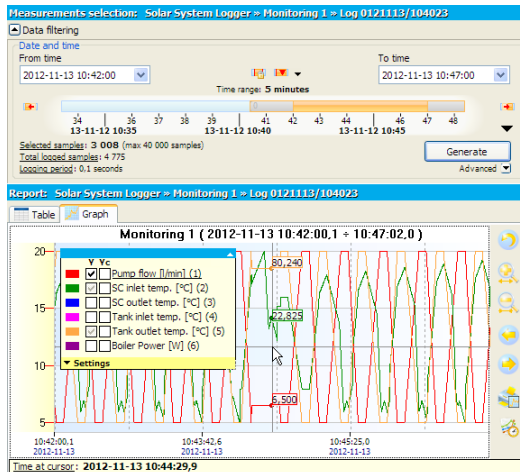 Measurements selection: Solar System Logger » Monitoring 1 » Log 0121113/104023
Data filtering
Date and time
From time
To time
2012-11-13 10:42:00
2012-11-13 10:47:00
Time range: 5 minutes
0
34 36 37 38 39 41 42 43 44 46 47 48
13-11-12 10:35 13-11-12 10:40 13-11-12 10:45
Selected samples: 3 008 (max 40 000 samples)
Total logged samples: 4 775
Logging period: 0,1 seconds
Generate
Advanced
Report: Solar System Logger » Monitoring 1 » Log 0121113/104023
Table Graph
Monitoring 1 ( 2012-11-13 10:42:00,1 ÷ 10:47:02,0 )
20
15
10
5
Y Yc
Pump flow [l/min] (1)
SC inlet temp. [ºC] (2)
SC outlet temp. [ºC] (3)
Tank inlet temp. [ºC] (4)
Tank outlet temp. [ºC] (5)
Boiler Power [W] (6)
Settings
80,240
22,825
6,500
10:42:00,1 10:43:42,6 10:45:25,0
2012-11-13 2012-11-13 2012-11-13
Time at cursor: 2012-11-13 10:44:29,9